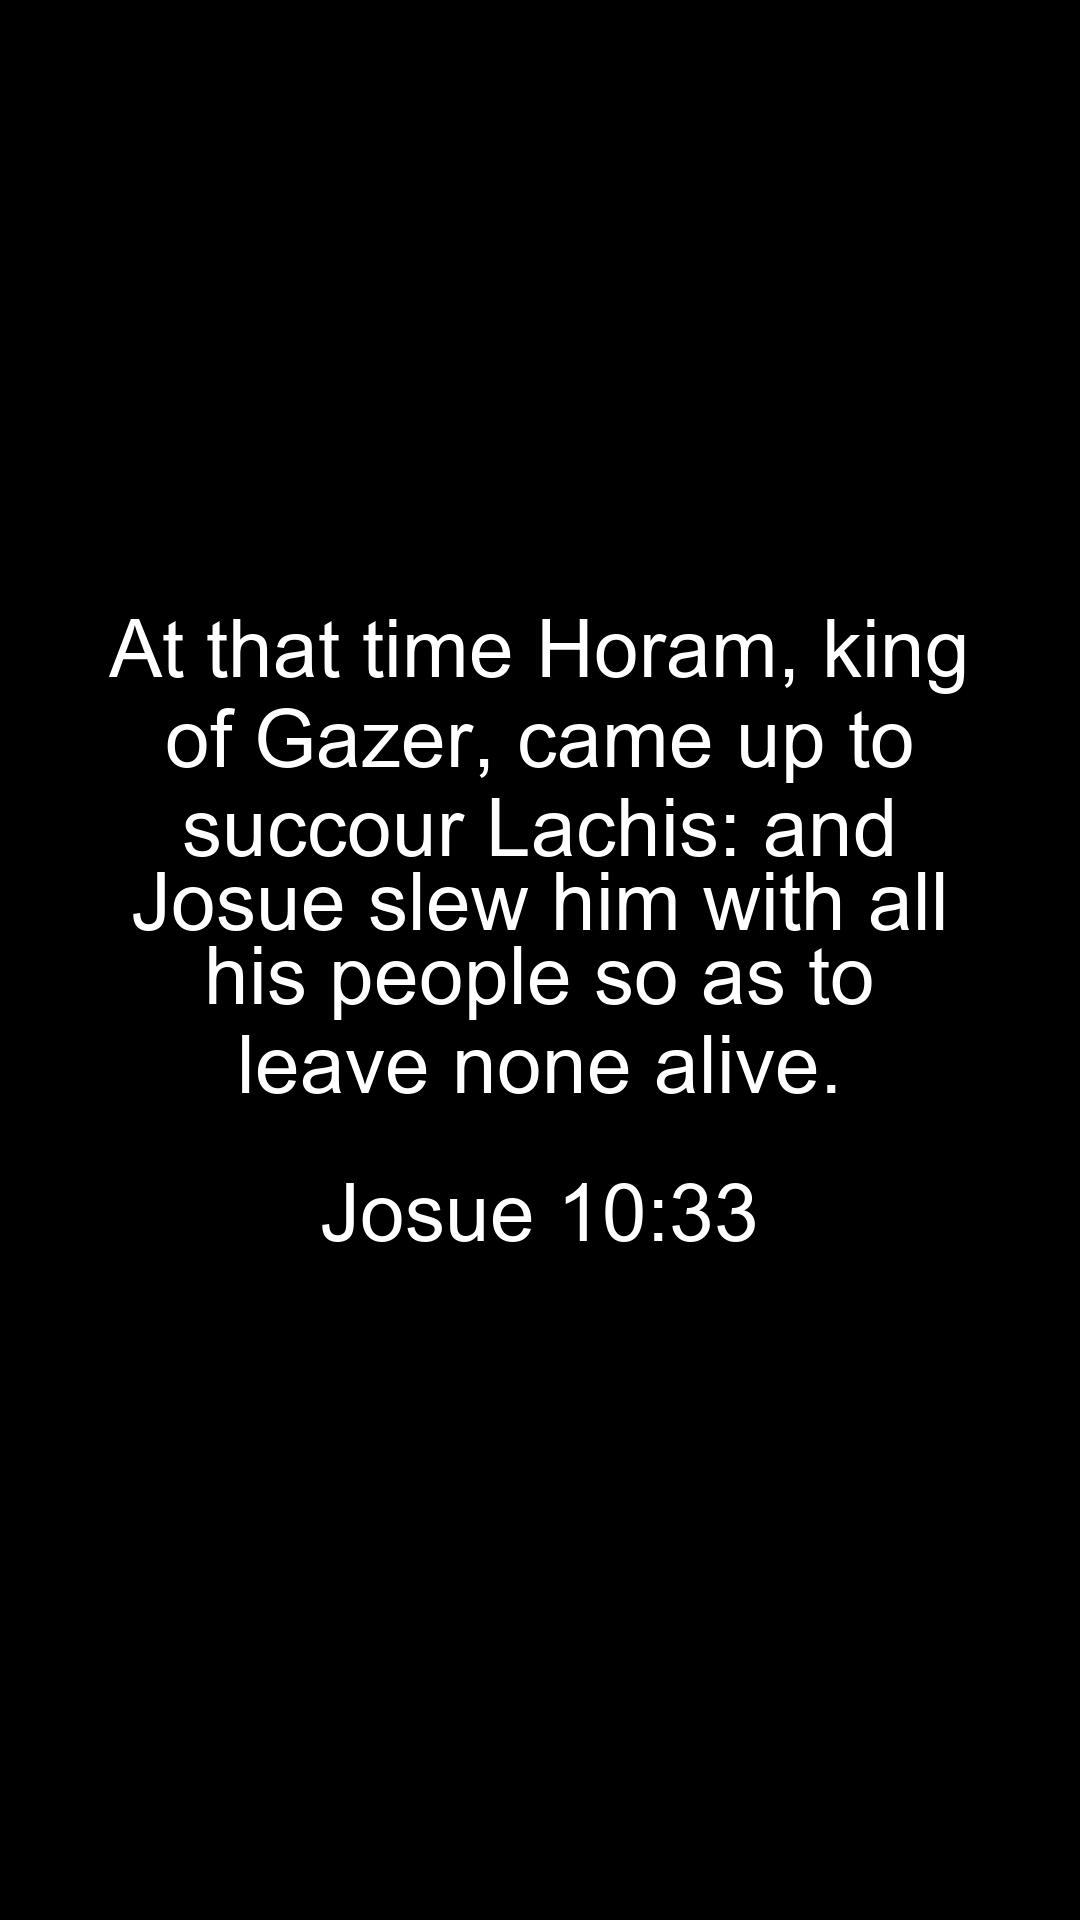 At that time Horam, king
of Gazer, came up to
succour Lachis: and
Josue slew him with all
his people so as to
leave none alive.
Josue 10:33